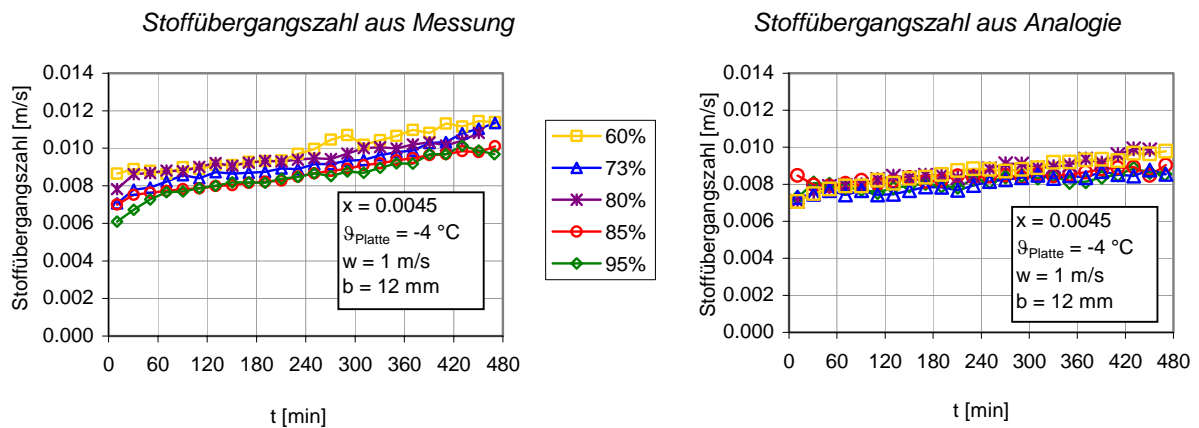 Stoffübergangszahl aus Messung
Stoffübergangszahl [m/s]
0.014
0.012
0.010
0.008
0.006
0.004
0.002
0.000
x = 0.0045
ϑPlatte = -4 °C
w = 1 m/s
b = 12 mm
0 60 120 180 240 300 360 420 480
t [min]
60%
73%
80%
85%
95%
Stoffübergangszahl aus Analogie
Stoffübergangszahl [m/s]
0.014
0.012
0.010
0.008
0.006
0.004
0.002
0.000
x = 0.0045
ϑPlatte = -4 °C
w = 1 m/s
b = 12 mm
0 60 120 180 240 300 360 420 480
t [min]